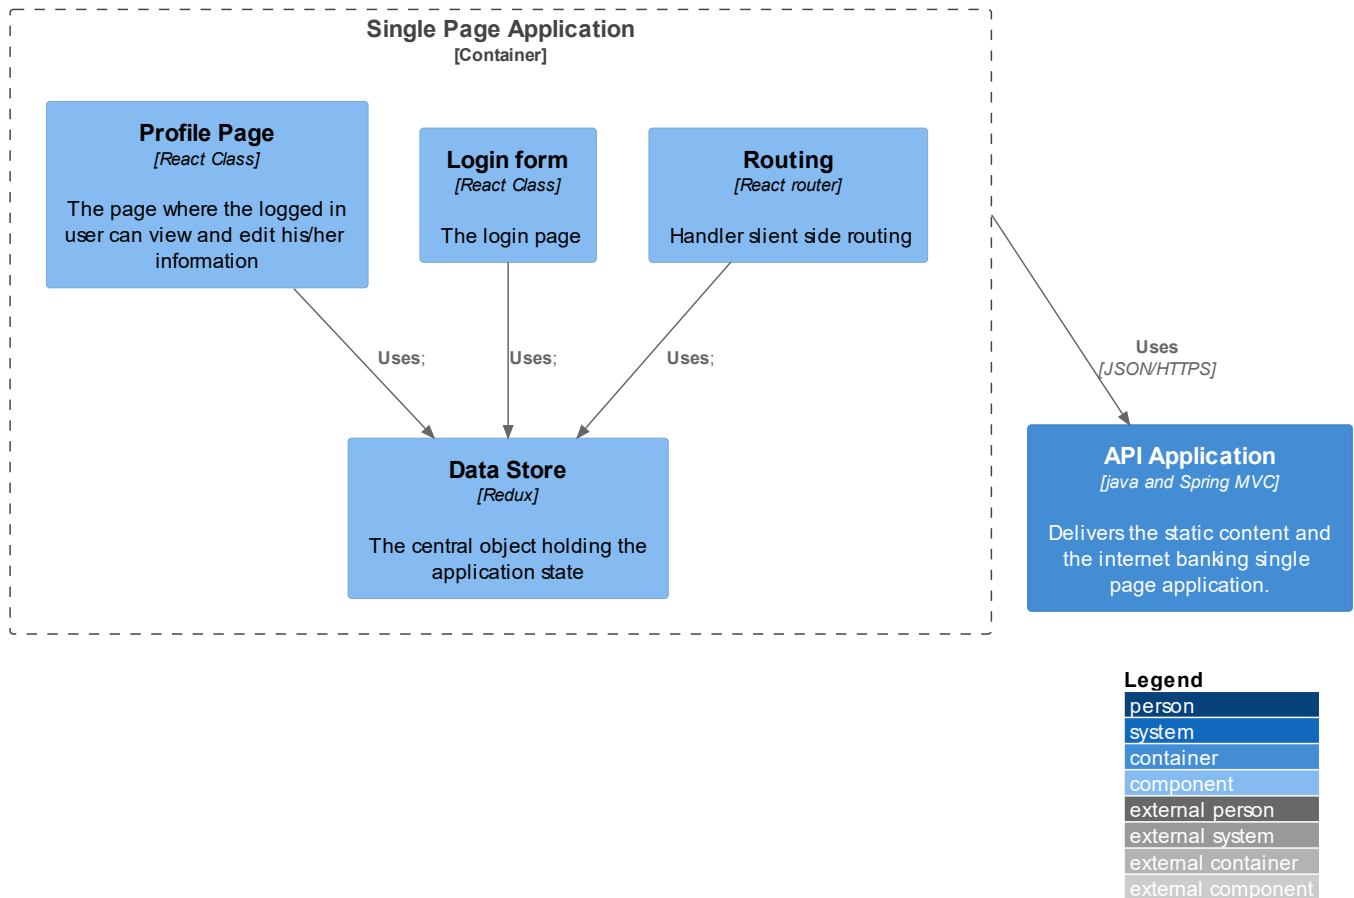 Single Page Application
[Container]
Profile Page
[React Class]
The page where the logged in
user can view and edit his/her
information
Login form
[React Class]
The login page
Routing
[React router]
Handler slient side routing
Uses;
Uses;
Uses;
Uses
[JSON/HTTPS]
Data Store
[Redux]
The central object holding the
application state
API Application
[java and Spring MVC]
Delivers the static content and
the internet banking single
page application.
Legend
person
system
container
component
external person
external system
external container
external component